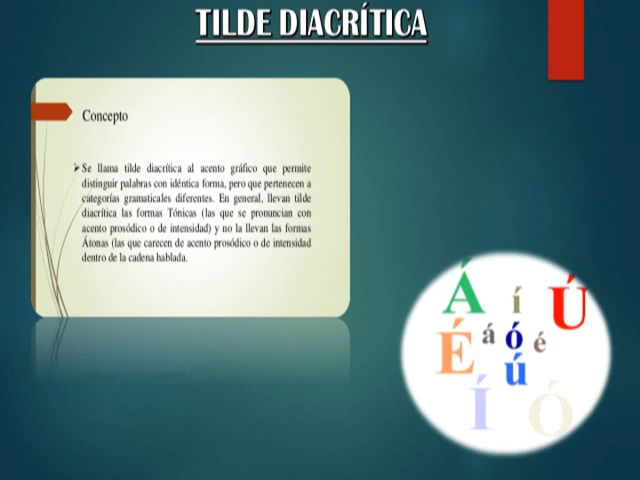 TILDE DIACRÍTICA
Concepto
➢ Se llama tilde diacrítica al acento gráfico que permite
distinguir palabras con idéntica forma, pero que pertenecen a
categorías gramaticales diferentes. En general, llevan tilde
diacrítica las formas Tónicas (las que se pronuncian con
acento prosódico o de intensidad) y no la llevan las formas
Átonas (las que carecen de acento prosódico o de intensidad
dentro de la cadena hablada.
Á í Ú
É á ó é
ú
Í Ó